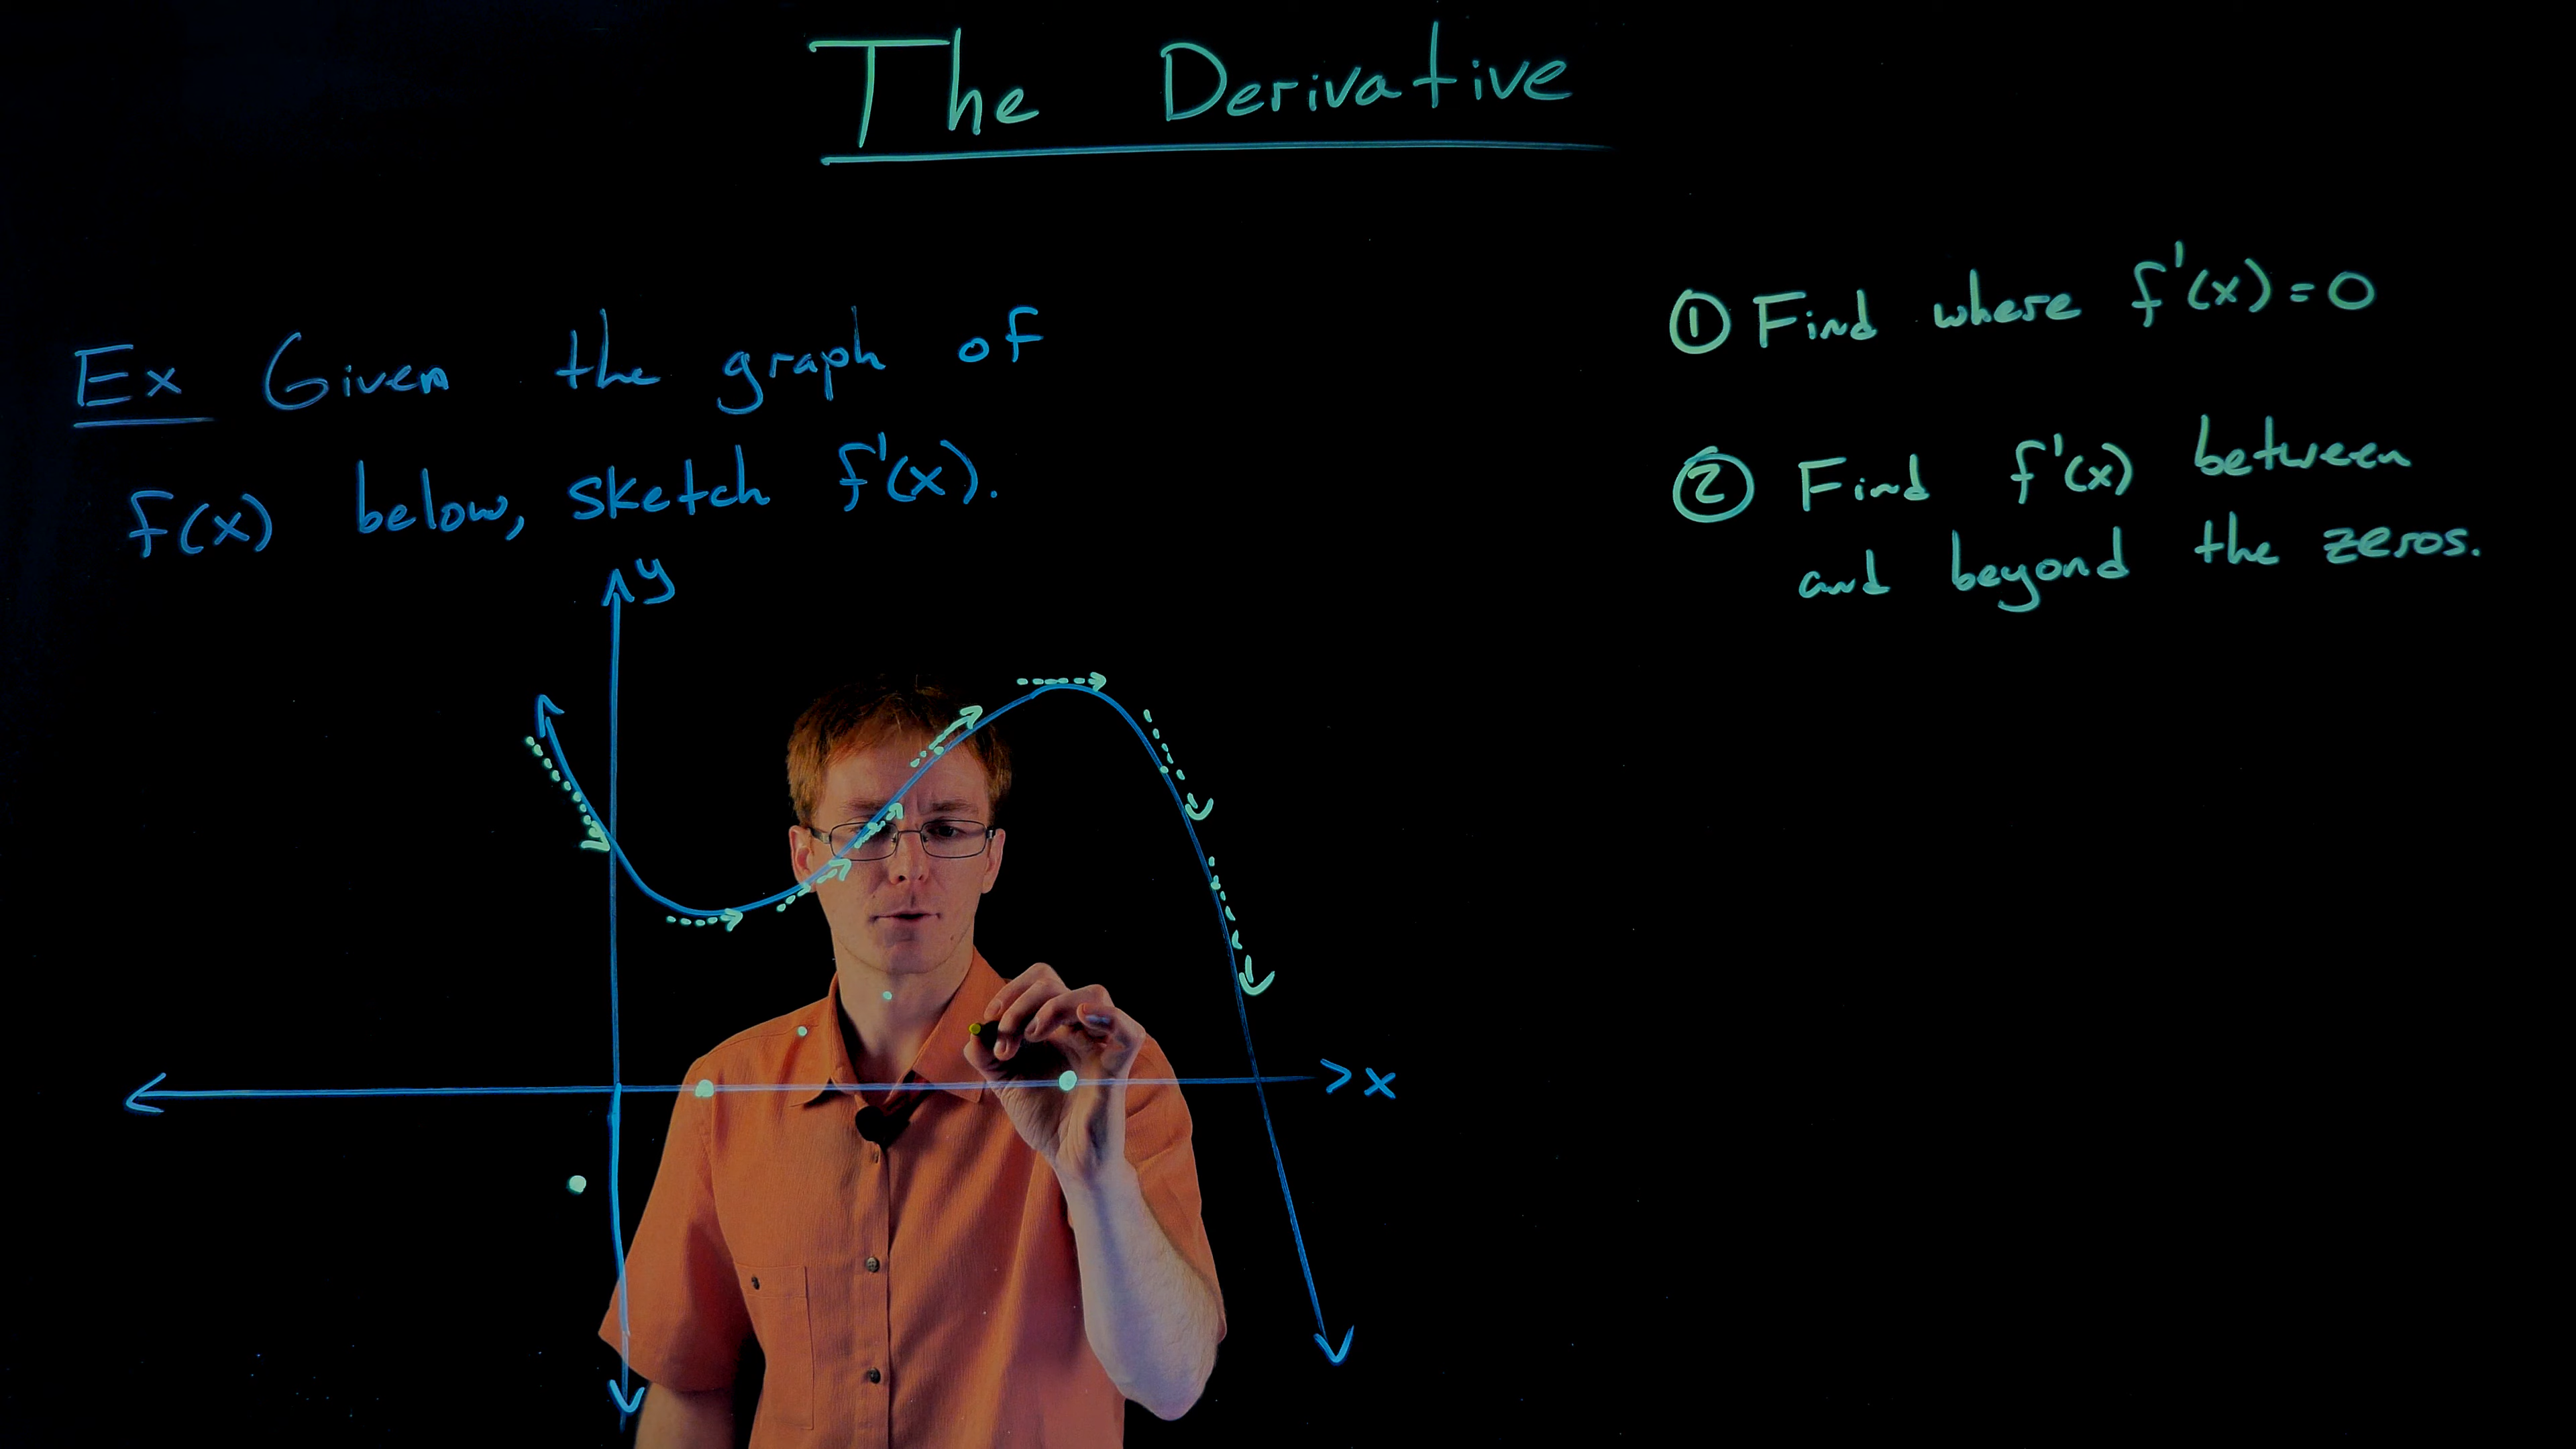 The Derivative
Ex Given the graph of
f(x) below, sketch f'(x).
y
x
① Find where f'(x)=0
② Find f'(x) between
and beyond the zeros.